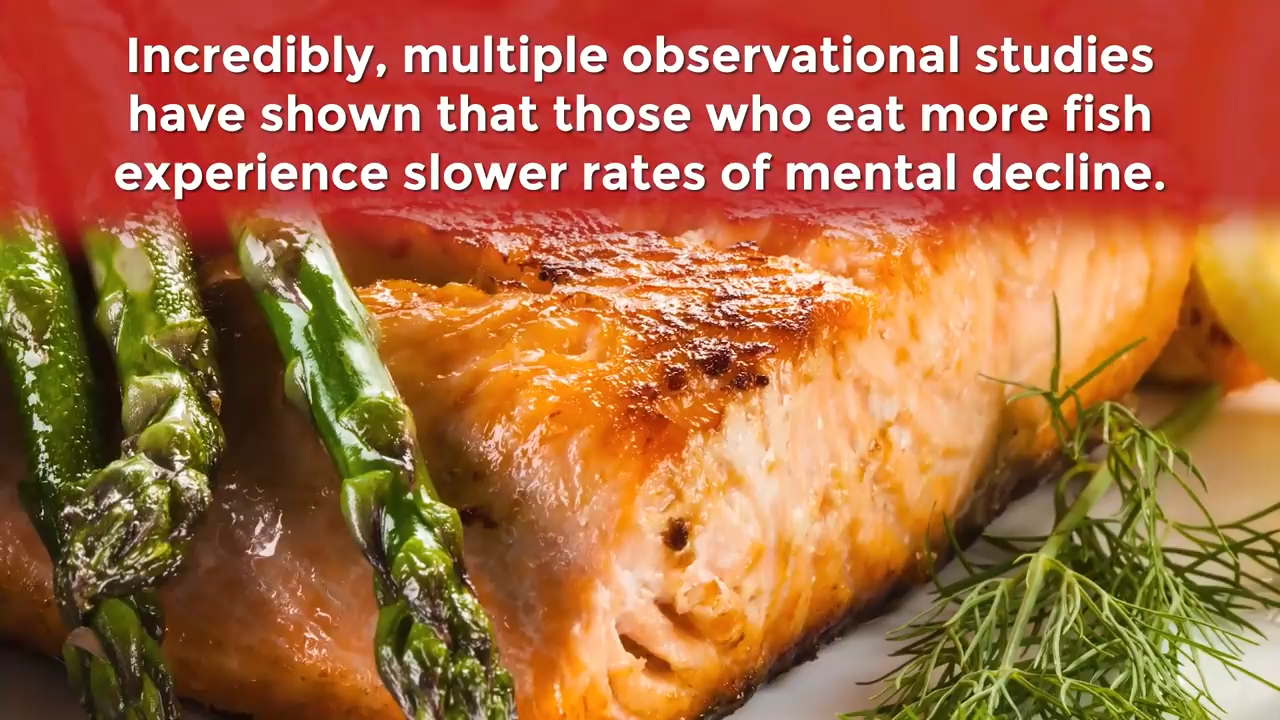 Incredibly, multiple observational studies
have shown that those who eat more fish
experience slower rates of mental decline.